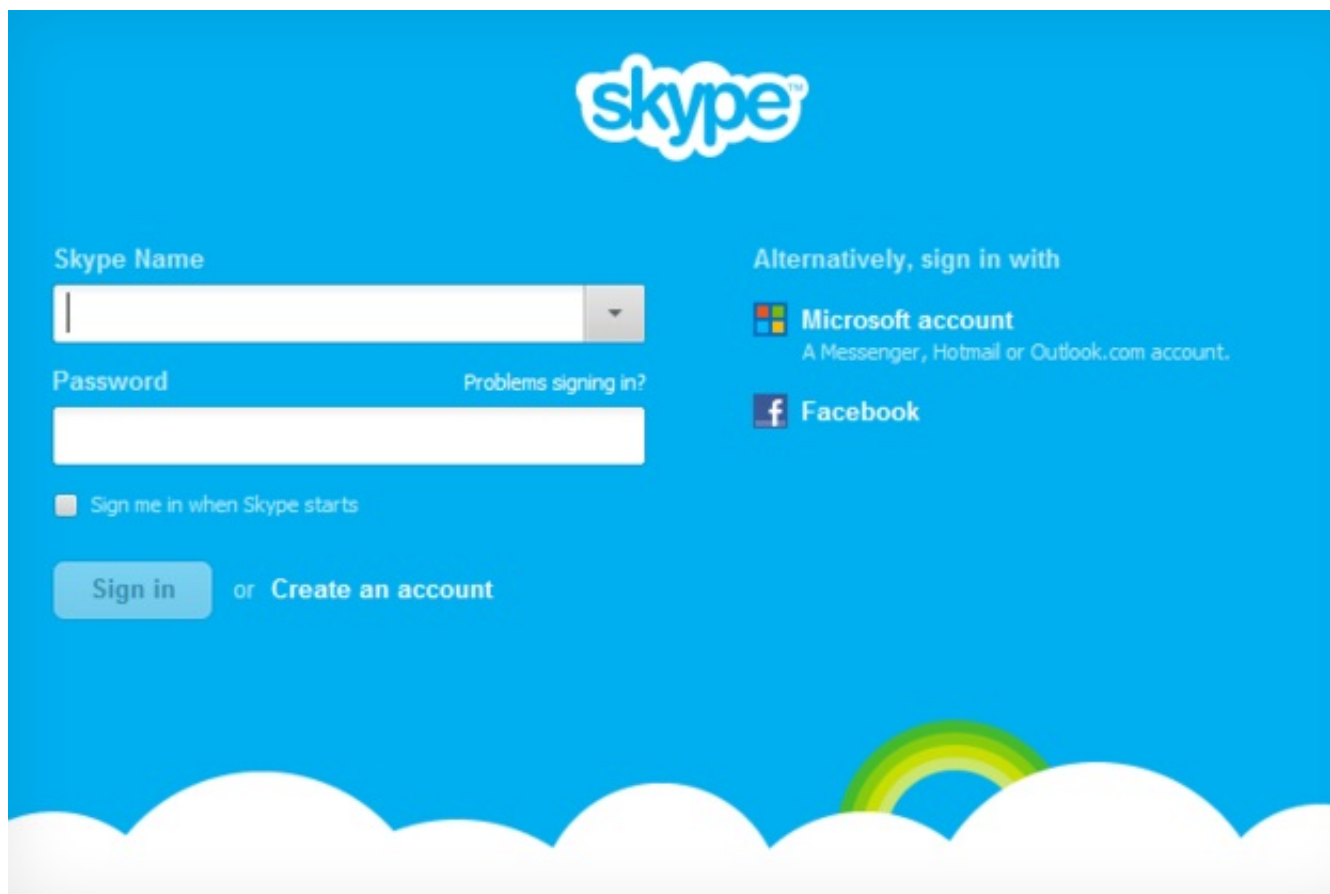 skype™
Skype Name
Password
Problems signing in?
Sign me in when Skype starts
Sign in
or Create an account
Alternatively, sign in with
Microsoft account
A Messenger, Hotmail or Outlook.com account.
Facebook